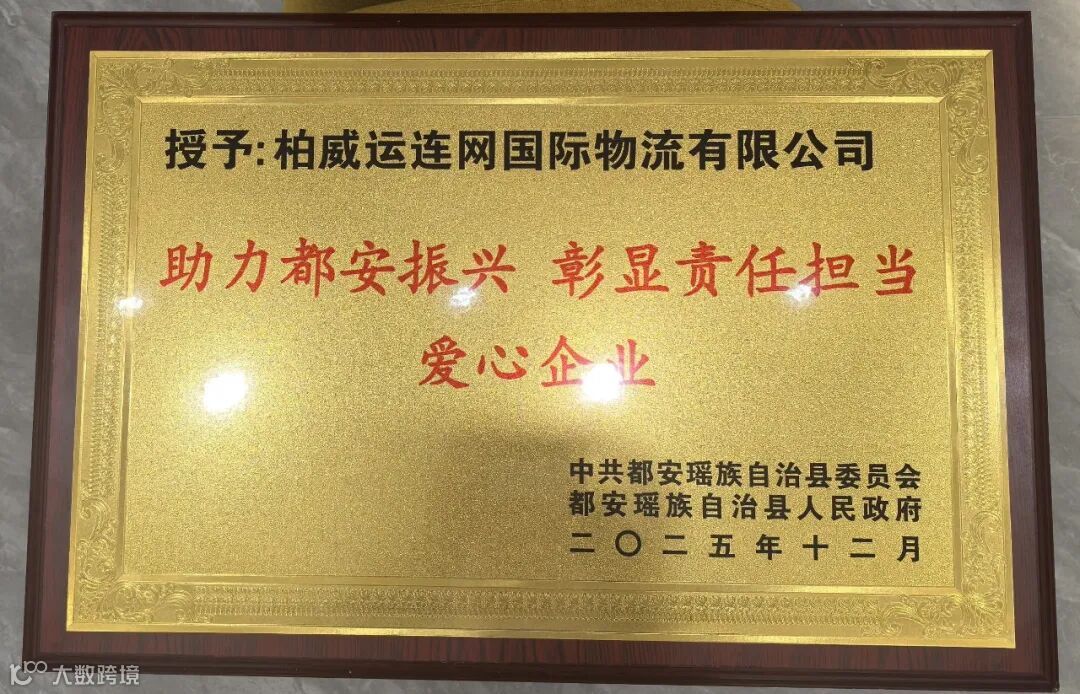 授予:柏威运连网国际物流有限公司
助力都安振兴 彰显责任担当
爱心企业
中共都安瑶族自治县委员会
都安瑶族自治县人民政府
二〇二五年十二月
大数跨境